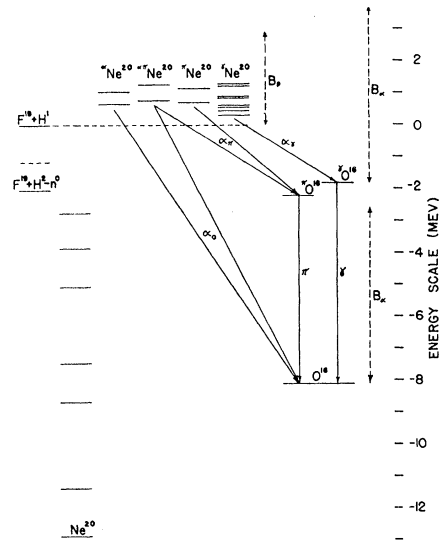 αNe20 απNe20 πNe20 γNe20
Bp
Bα
F19+H1
απ
αγ
γO16
F19+H2-n0
πO16
α0
π
γ
Bα
O16
Ne20
2
0
-2
-4
-6
-8
-10
-12
ENERGY SCALE (MEV)